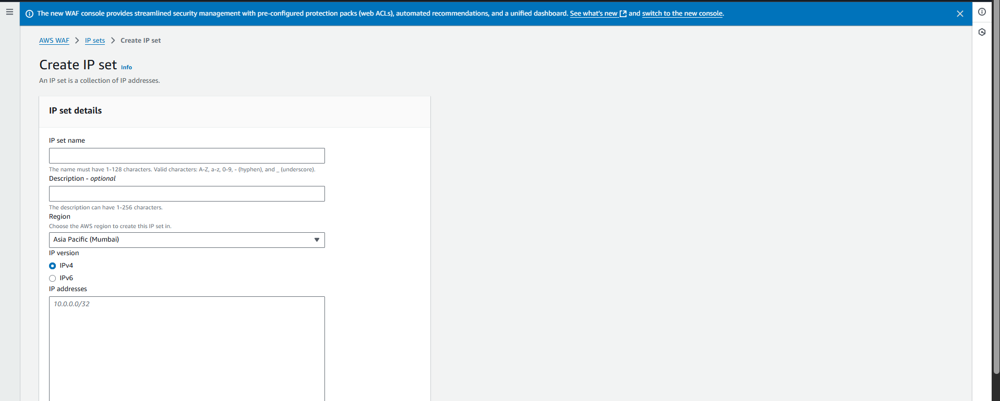 The new WAF console provides streamlined security management with pre-configured protection packs (web ACLs), automated recommendations, and a unified dashboard. See what's new and switch to the new console.
AWS WAF > IP sets > Create IP set
Create IP set Info
An IP set is a collection of IP addresses.
IP set details
IP set name
The name must have 1-128 characters. Valid characters: A-Z, a-z, 0-9, - (hyphen), and _ (underscore).
Description - optional
The description can have 1-256 characters.
Region
Choose the AWS region to create this IP set in.
Asia Pacific (Mumbai)
IP version
IPv4
IPv6
IP addresses
10.0.0.0/32